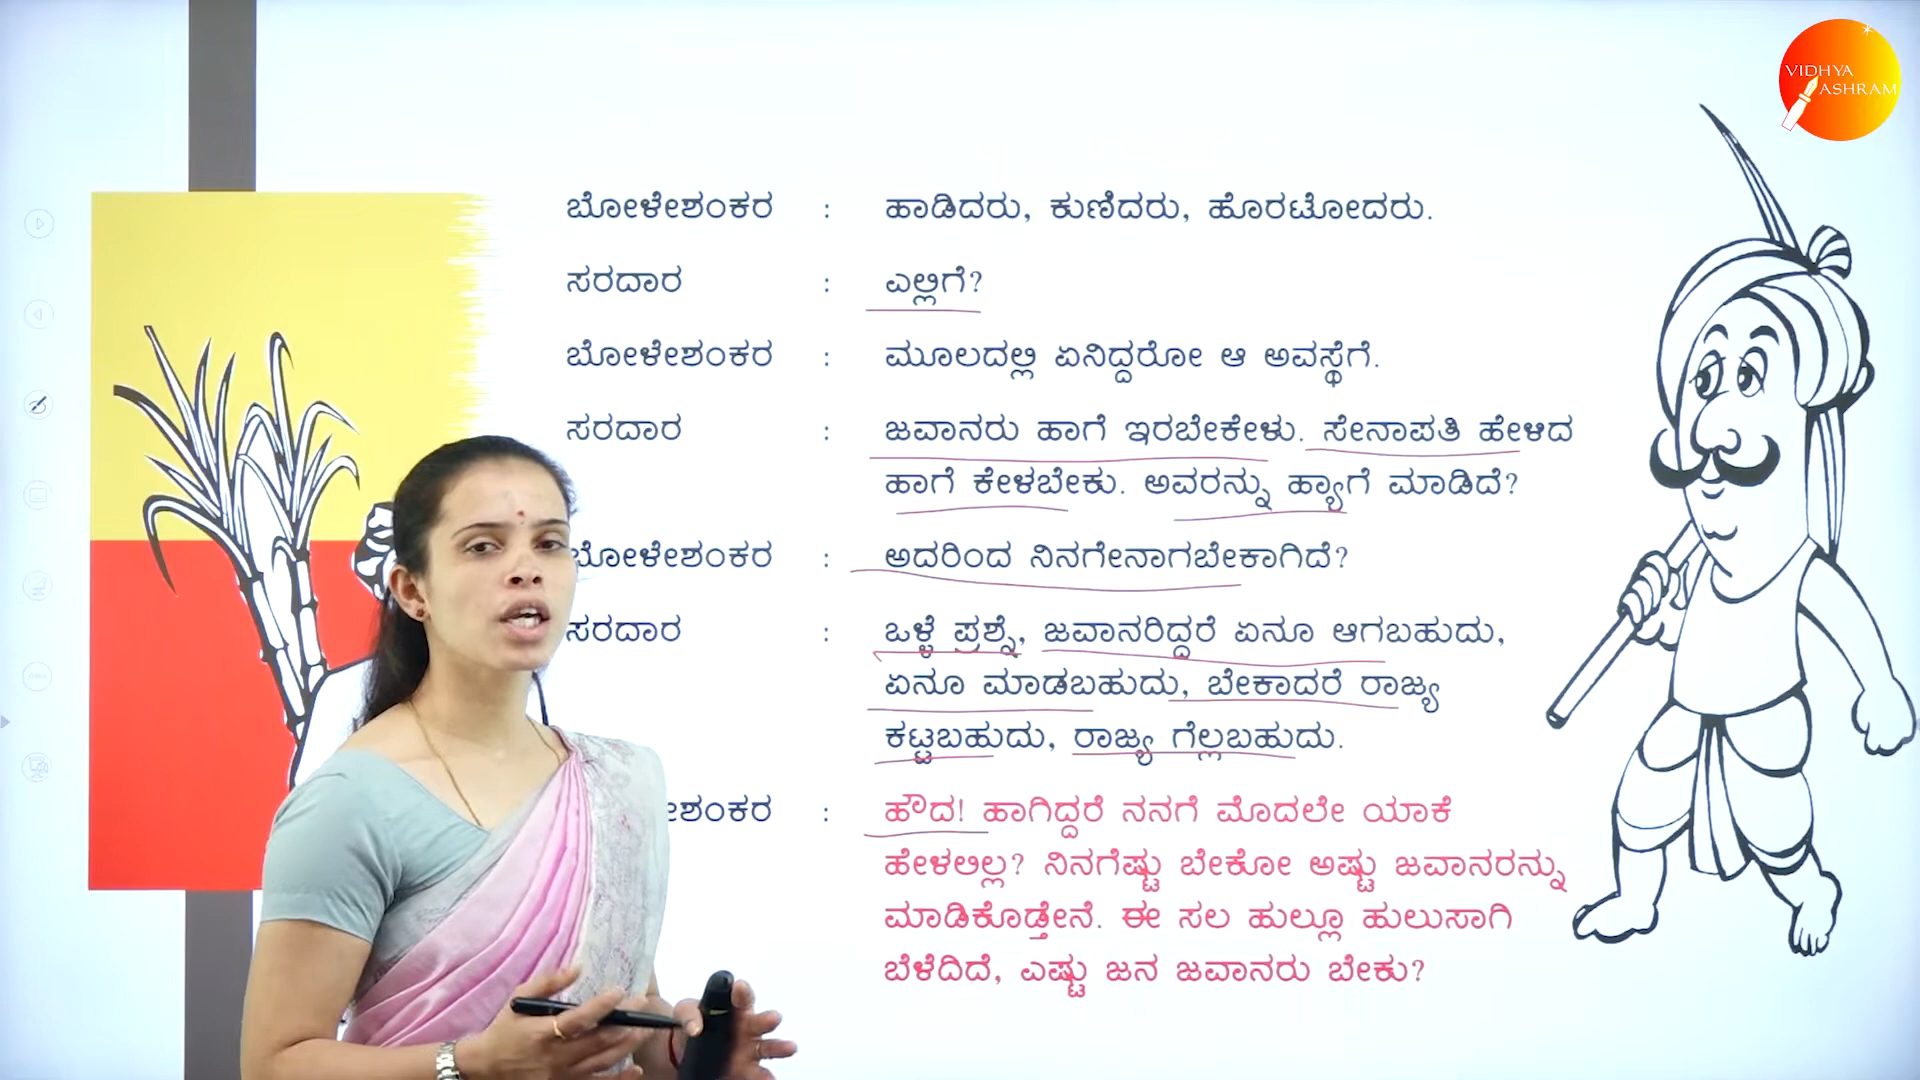 VIDHYA
ASHRAM
ಬೋಳೇಶಂಕರ : ಹಾಡಿದರು, ಕುಣಿದರು, ಹೊರಟೋದರು.
ಸರದಾರ : ಎಲ್ಲಿಗೆ?
ಬೋಳೇಶಂಕರ : ಮೂಲದಲ್ಲಿ ಏನಿದ್ದರೋ ಆ ಅವಸ್ಥೆಗೆ.
ಸರದಾರ : ಜವಾನರು ಹಾಗೆ ಇರಬೇಕೇಳು. ಸೇನಾಪತಿ ಹೇಳಿದ
ಹಾಗೆ ಕೇಳಬೇಕು. ಅವರನ್ನು ಹ್ಯಾಗೆ ಮಾಡಿದೆ?
ಬೋಳೇಶಂಕರ : ಅದರಿಂದ ನಿನಗೇನಾಗಬೇಕಾಗಿದೆ?
ಸರದಾರ : ಒಳ್ಳೆ ಪ್ರಶ್ನೆ, ಜವಾನರಿದ್ದರೆ ಏನೂ ಆಗಬಹುದು,
ಏನೂ ಮಾಡಬಹುದು, ಬೇಕಾದರೆ ರಾಜ್ಯ
ಕಟ್ಟಬಹುದು, ರಾಜ್ಯ ಗೆಲ್ಲಬಹುದು.
ಳೇಶಂಕರ : ಹೌದ! ಹಾಗಿದ್ದರೆ ನನಗೆ ಮೊದಲೇ ಯಾಕೆ
ಹೇಳಲಿಲ್ಲ? ನಿನಗೆಷ್ಟು ಬೇಕೋ ಅಷ್ಟು ಜವಾನರನ್ನು
ಮಾಡಿಕೊಡ್ತೇನೆ. ಈ ಸಲ ಹುಲ್ಲೂ ಹುಲುಸಾಗಿ
ಬೆಳೆದಿದೆ, ಎಷ್ಟು ಜನ ಜವಾನರು ಬೇಕು?